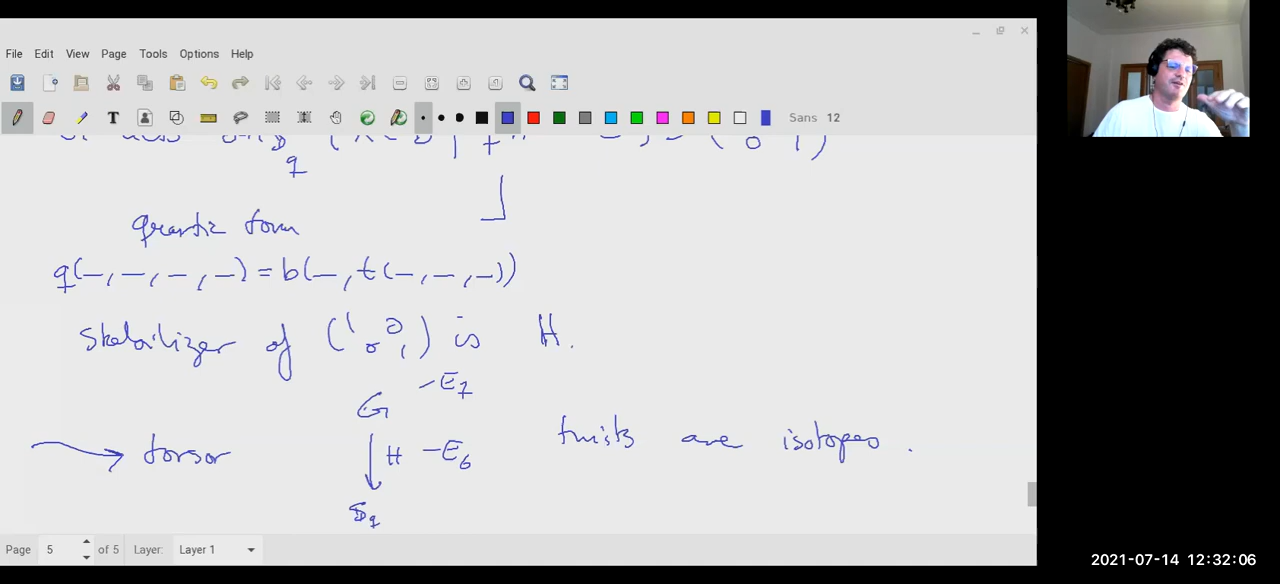 File Edit View Page Tools Options Help
T
Sans 12
q
quartic form
q(–,–,–,–) = b(–, t(–,–,–))
Stabilizer of (1 0 0 1) is H.
G – E7
H – E6
→ torsor
twists are isotopes.
𝕊q
Page 5 of 5 Layer: Layer 1
2021-07-14 12:32:06